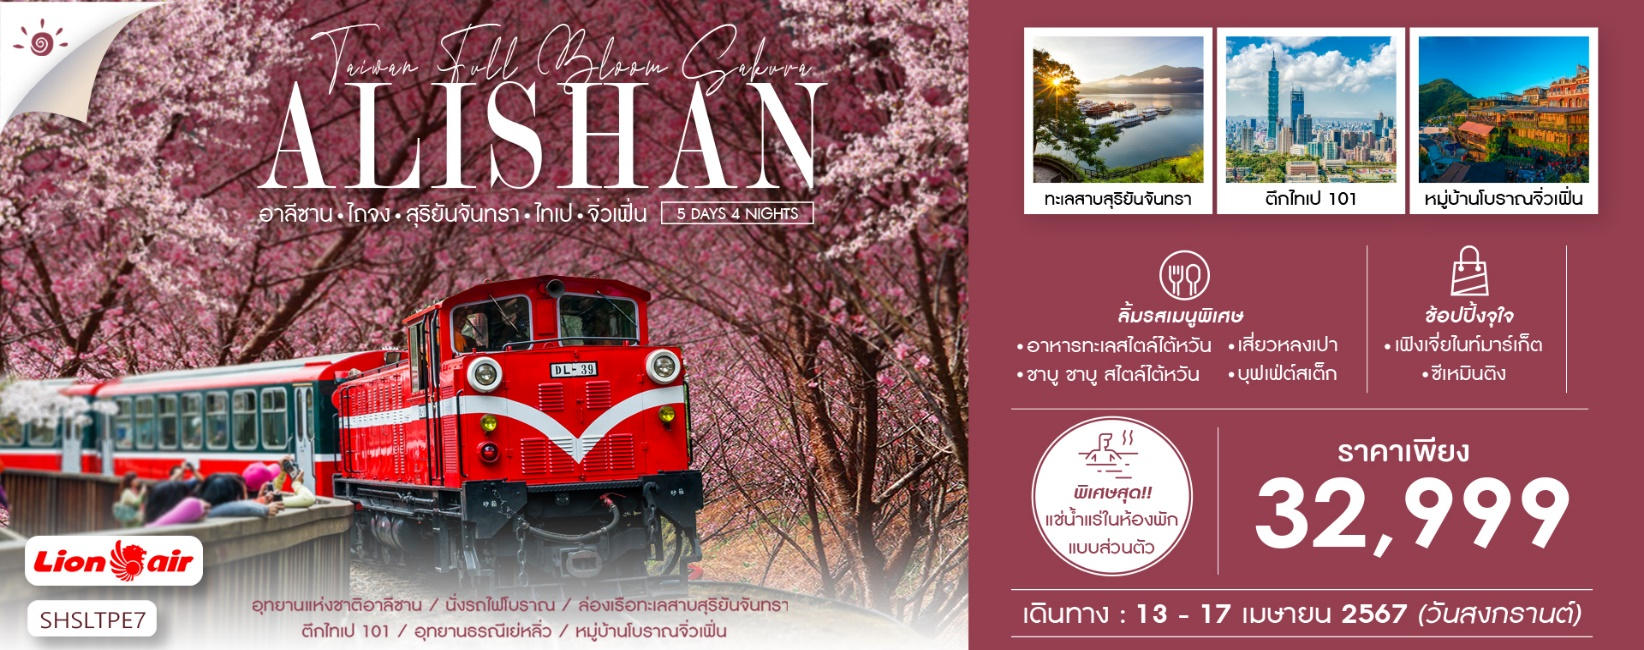 Taiwan Full Bloom Sakura
ALISHAN
อาลีซาน • ไถจง • สุริยันจันทรา • ไทเป • จิ่วเฟิ่น 5 DAYS 4 NIGHTS
DL-39
Lion air
SHSLTPE7
อุทยานแห่งชาติอาลีซาน / นั่งรถไฟโบราณ / ล่องเรือทะเลสาบสุริยันจันทรา
ตึกไทเป 101 / อุทยานธรณีเย่หลิ่ว / หมู่บ้านโบราณจิ่วเฟิ่น
ทะเลสาบสุริยันจันทรา
ตึกไทเป 101
หมู่บ้านโบราณจิ่วเฟิ่น
ลิ้มรสเมนูพิเศษ
• อาหารทะเลสไตล์ไต้หวัน • เสี่ยวหลงเปา
• ชาบู ชาบู สไตล์ไต้หวัน • บุฟเฟ่ต์สเต็ก
ช้อปปิ้งจุใจ
• เฟิงเจี่ยไนท์มาร์เก็ต
• ซีเหมินติง
พิเศษสุด!!
แช่น้ำแร่ในห้องพัก
แบบส่วนตัว
ราคาเพียง
32,999
เดินทาง : 13 - 17 เมษายน 2567 (วันสงกรานต์)